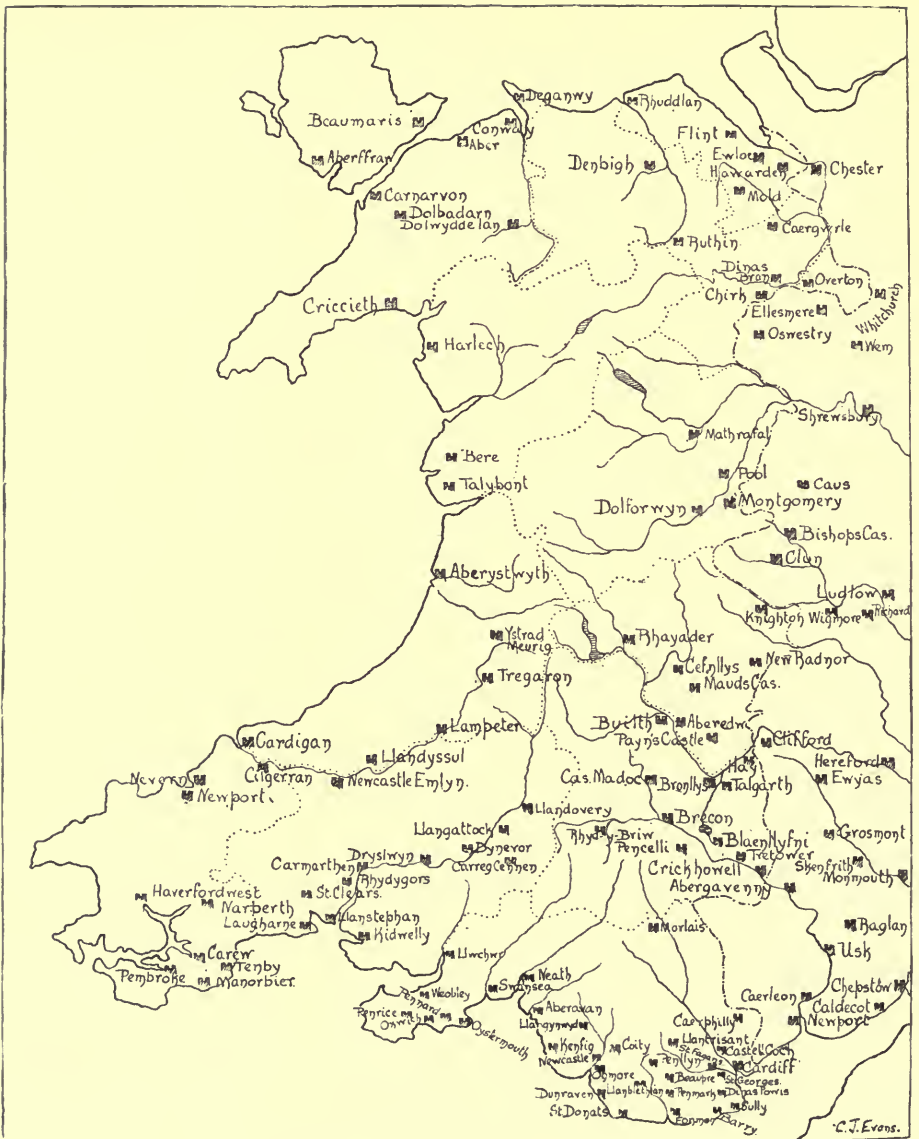 Deganwy
Rhuddlan
Beaumaris
Conway
Aber
Flint
Ewloe
Hawarden
Chester
Aberffraw
Denbigh
Mold
Carnarvon
Dolbadarn
Dolwyddelan
Caergwrle
Ruthin
Dinas
Bran
Overton
Chirk
Whitchurch
Criccieth
Ellesmere
Oswestry
Wem
Harlech
Shrewsbury
Mathrafal
Bere
Pool
Talybont
Caus
Dolforwyn
Montgomery
Bishops Cas.
Clun
Aberystwyth
Ludlow
Knighton
Wigmore
Richard
Ystrad
Meurig
Rhayader
Cefnllys
New Radnor
Tregaron
Mauds Cas.
Lampeter
Builth
Aberedw
Payn's Castle
Clifford
Cardigan
Llandyssul
Hay
Hereford
Cilgerran
Nevern
Newcastle Emlyn.
Cas. Madoc
Bronllys
Talgarth
Ewyas
Newport.
Llandovery
Brecon
Llangattock
Rhyd-y-Briw
Blaenllyfni
Grosmont
Dynevor
Pencelli
Tretower
Dryslwyn
Carreg Cennen
Skenfrith
Carmarthen
Crickhowell
Monmouth
Rhydygors
Abergavenny
Haverfordwest
St. Clears.
Narberth
Laugharne
Llanstephan
Morlais
Raglan
Kidwelly
Usk
Carew
Llwchwr
Tenby
Pembroke
Manorbier.
Neath
Swansea
Chepstow
Weobley
Caerleon
Caldecot
Pennard
Aberavan
Penrice
Oxwich
Oystermouth
Llangynwyd
Caerphilly
Newport
Llantrisant
Kenfig
Coity
St Fagans
Castell Coch
Newcastle
Penllyn
Cardiff
Ogmore
Beaupre
St Georges.
Dunraven
Llanblethian
Penmark
Dinas Powis
St Donats
Fonmon
Barry
Sully
C. J. Evans.